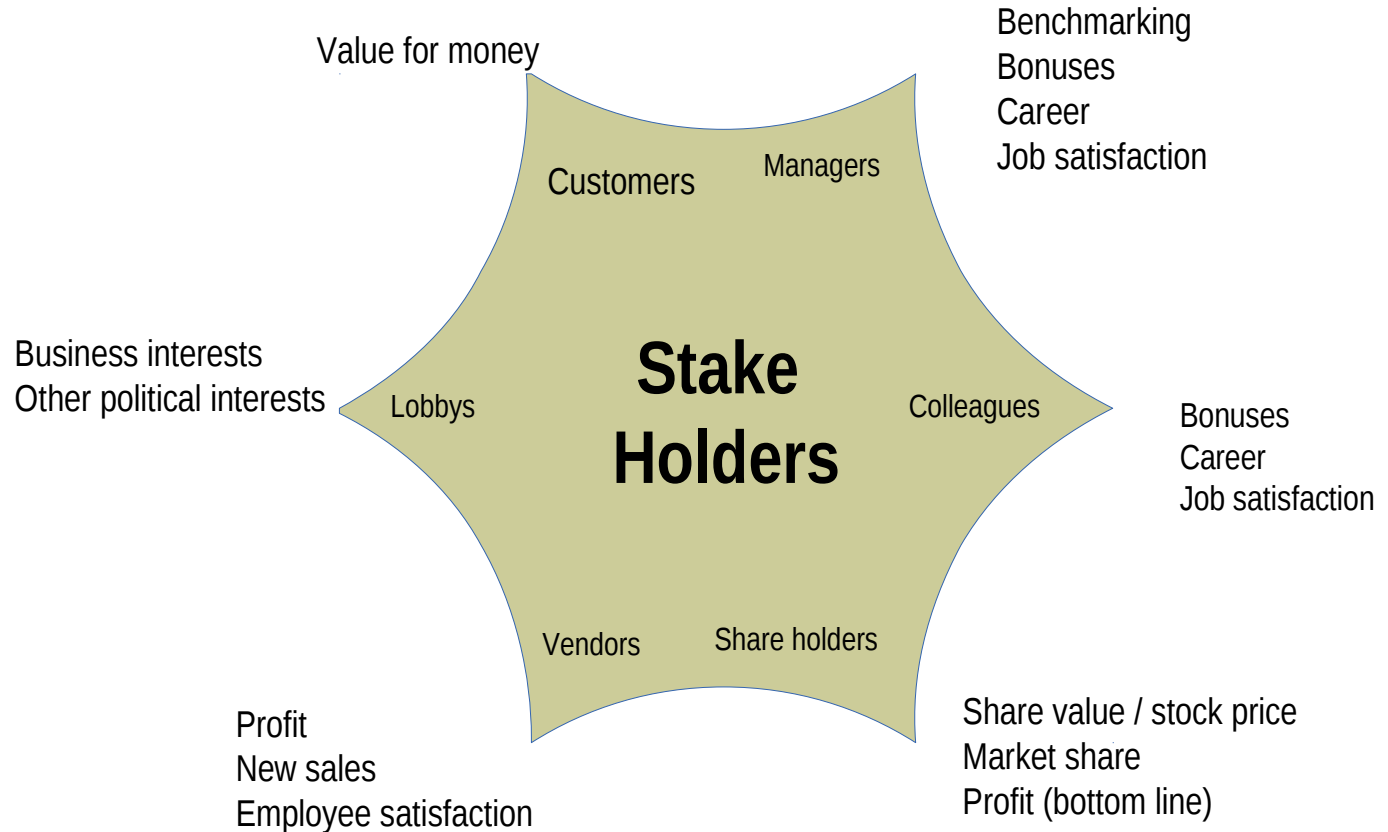 Value for money
Benchmarking
Bonuses
Career
Job satisfaction
Customers
Managers
Business interests
Other political interests
Lobbys
Stake
Holders
Colleagues
Bonuses
Career
Job satisfaction
Vendors
Share holders
Profit
New sales
Employee satisfaction
Share value / stock price
Market share
Profit (bottom line)